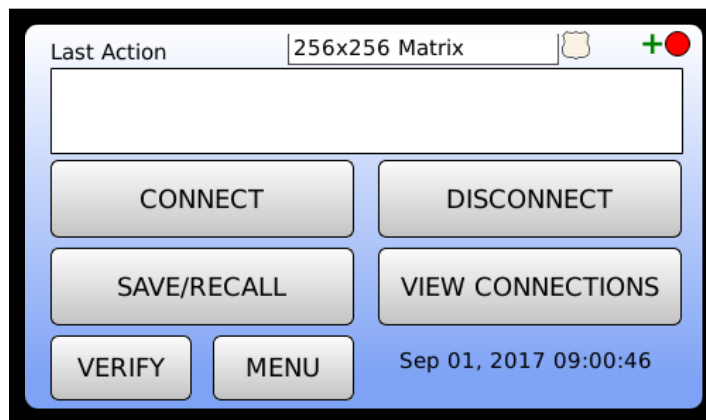 Last Action
256x256 Matrix
CONNECT
DISCONNECT
SAVE/RECALL
VIEW CONNECTIONS
VERIFY
MENU
Sep 01, 2017 09:00:46